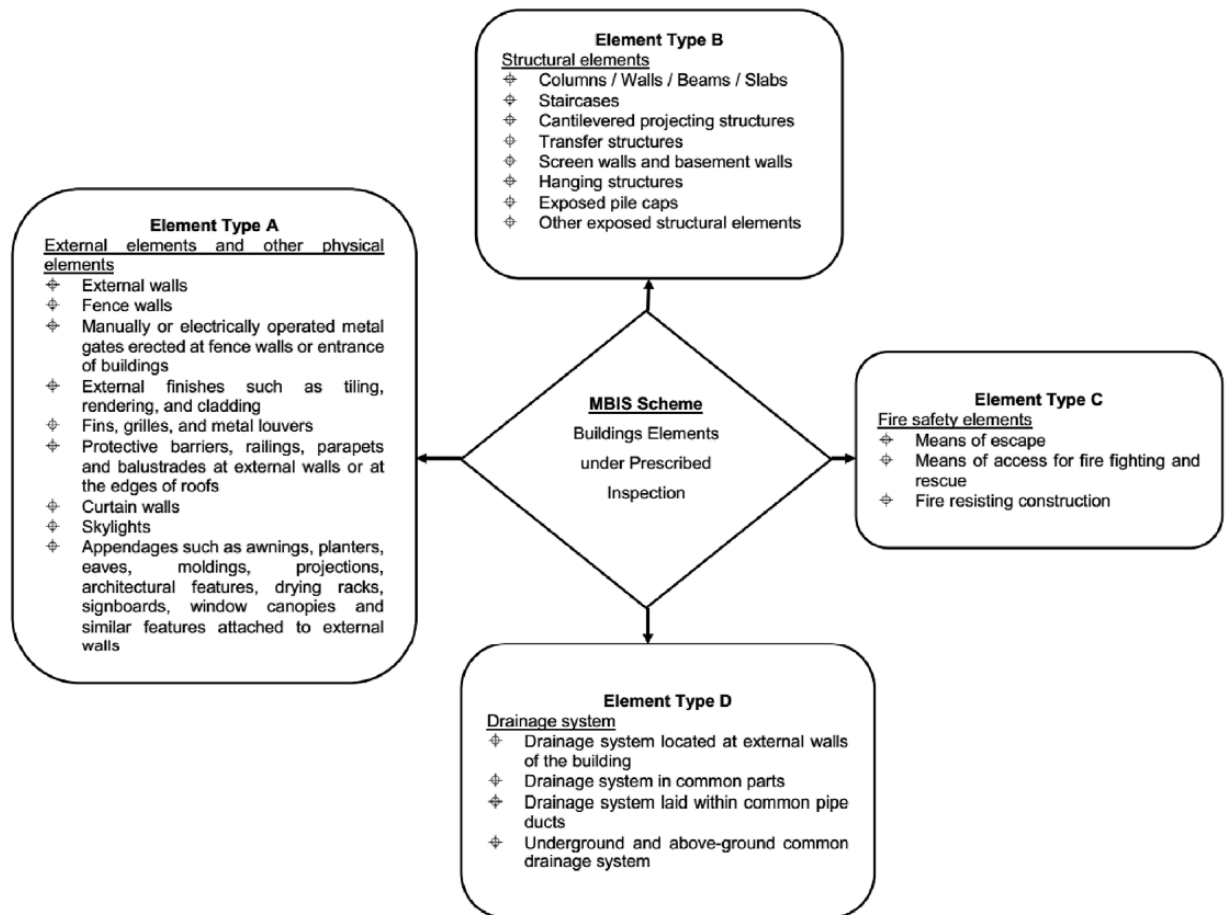 Element Type B
Structural elements
⌖ Columns / Walls / Beams / Slabs
⌖ Staircases
⌖ Cantilevered projecting structures
⌖ Transfer structures
⌖ Screen walls and basement walls
⌖ Hanging structures
⌖ Exposed pile caps
⌖ Other exposed structural elements
Element Type A
External elements and other physical
elements
⌖ External walls
⌖ Fence walls
⌖ Manually or electrically operated metal
gates erected at fence walls or entrance
of buildings
⌖ External finishes such as tiling,
rendering, and cladding
⌖ Fins, grilles, and metal louvers
⌖ Protective barriers, railings, parapets
and balustrades at external walls or at
the edges of roofs
⌖ Curtain walls
⌖ Skylights
⌖ Appendages such as awnings, planters,
eaves, moldings, projections,
architectural features, drying racks,
signboards, window canopies and
similar features attached to external
walls
MBIS Scheme
Buildings Elements
under Prescribed
Inspection
Element Type C
Fire safety elements
⌖ Means of escape
⌖ Means of access for fire fighting and
rescue
⌖ Fire resisting construction
Element Type D
Drainage system
⌖ Drainage system located at external walls
of the building
⌖ Drainage system in common parts
⌖ Drainage system laid within common pipe
ducts
⌖ Underground and above-ground common
drainage system